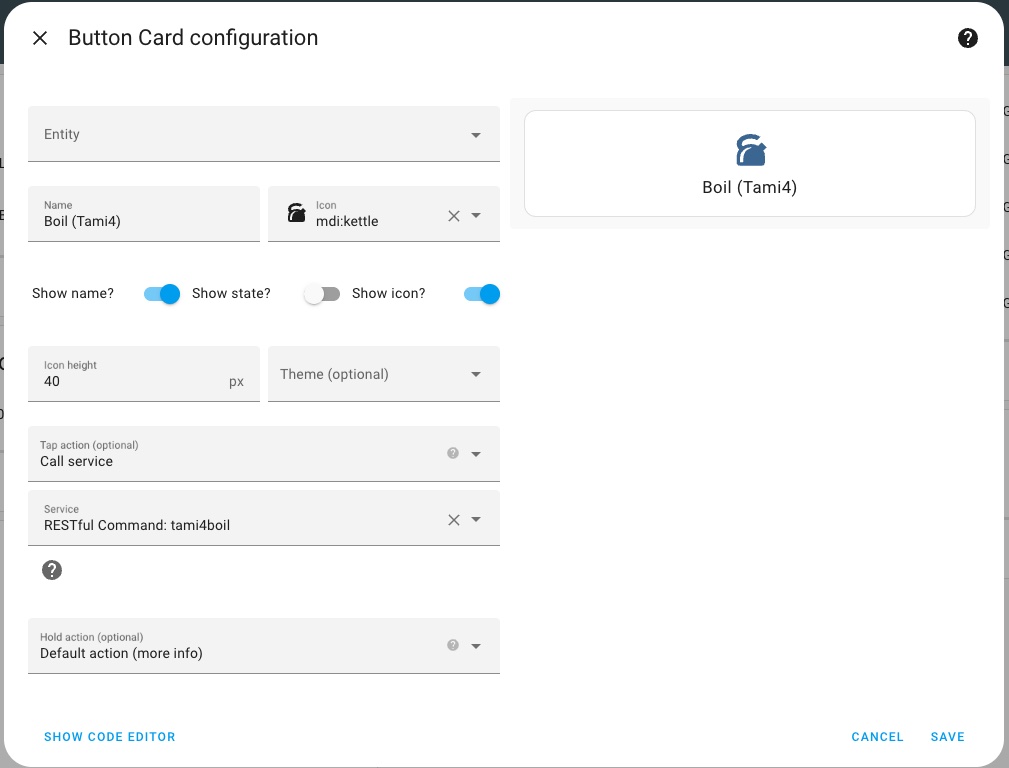 Button Card configuration
Entity
Name
Boil (Tami4)
Icon
mdi:kettle
Boil (Tami4)
Show name?
Show state?
Show icon?
Icon height
40
px
Theme (optional)
Tap action (optional)
Call service
Service
RESTful Command: tami4boil
Hold action (optional)
Default action (more info)
SHOW CODE EDITOR
CANCEL
SAVE